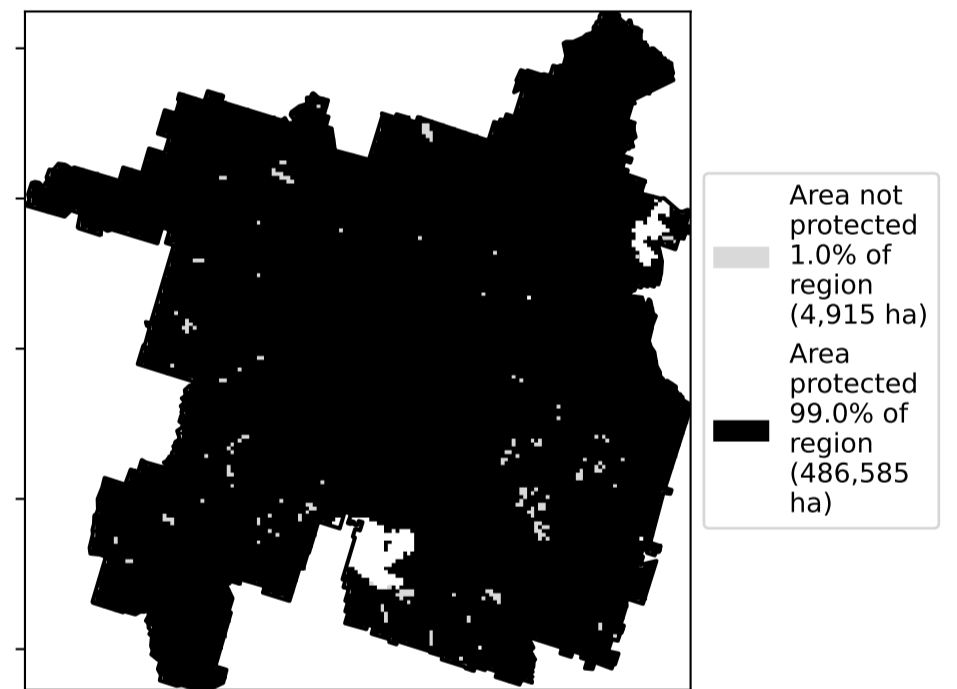 Area not
protected
1.0% of
region
(4,915 ha)
Area
protected
99.0% of
region
(486,585
ha)